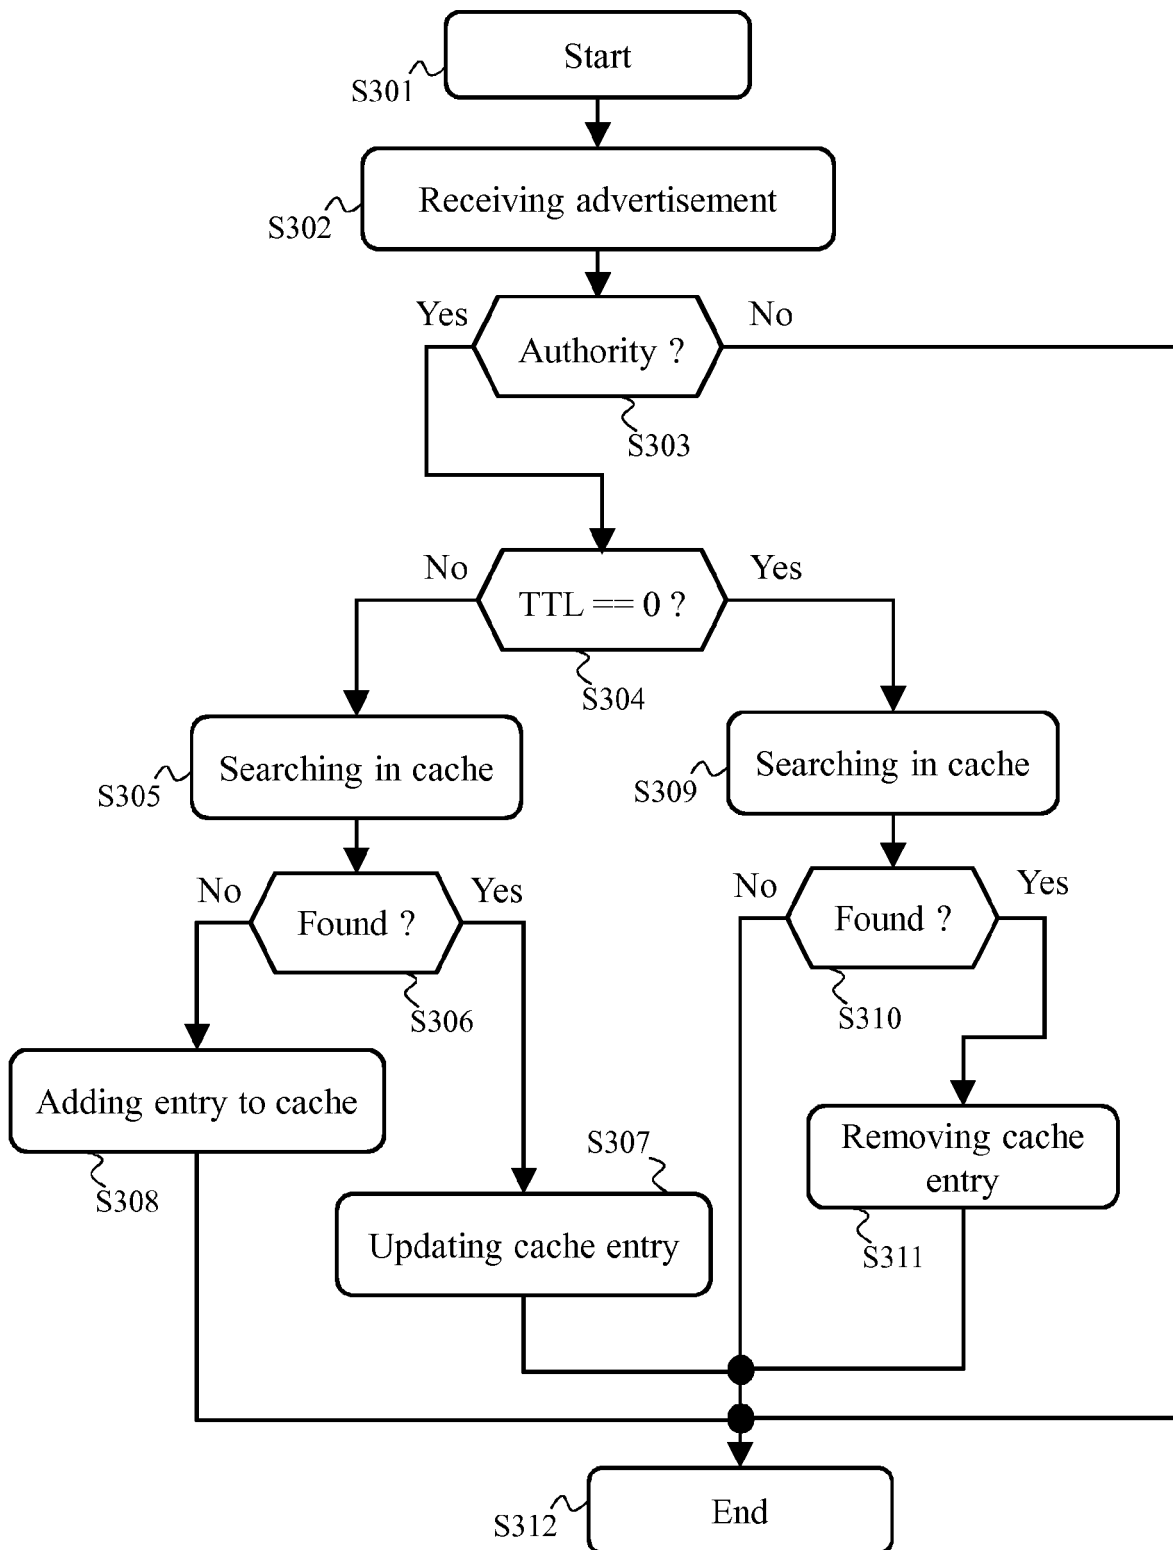 Start
S301
Receiving advertisement
S302
Yes
No
Authority ?
S303
No
Yes
TTL == 0 ?
S304
Searching in cache
S305
Searching in cache
S309
No
Yes
Found ?
S306
No
Yes
Found ?
S310
Adding entry to cache
S308
S307
Updating cache entry
Removing cache
entry
S311
End
S312